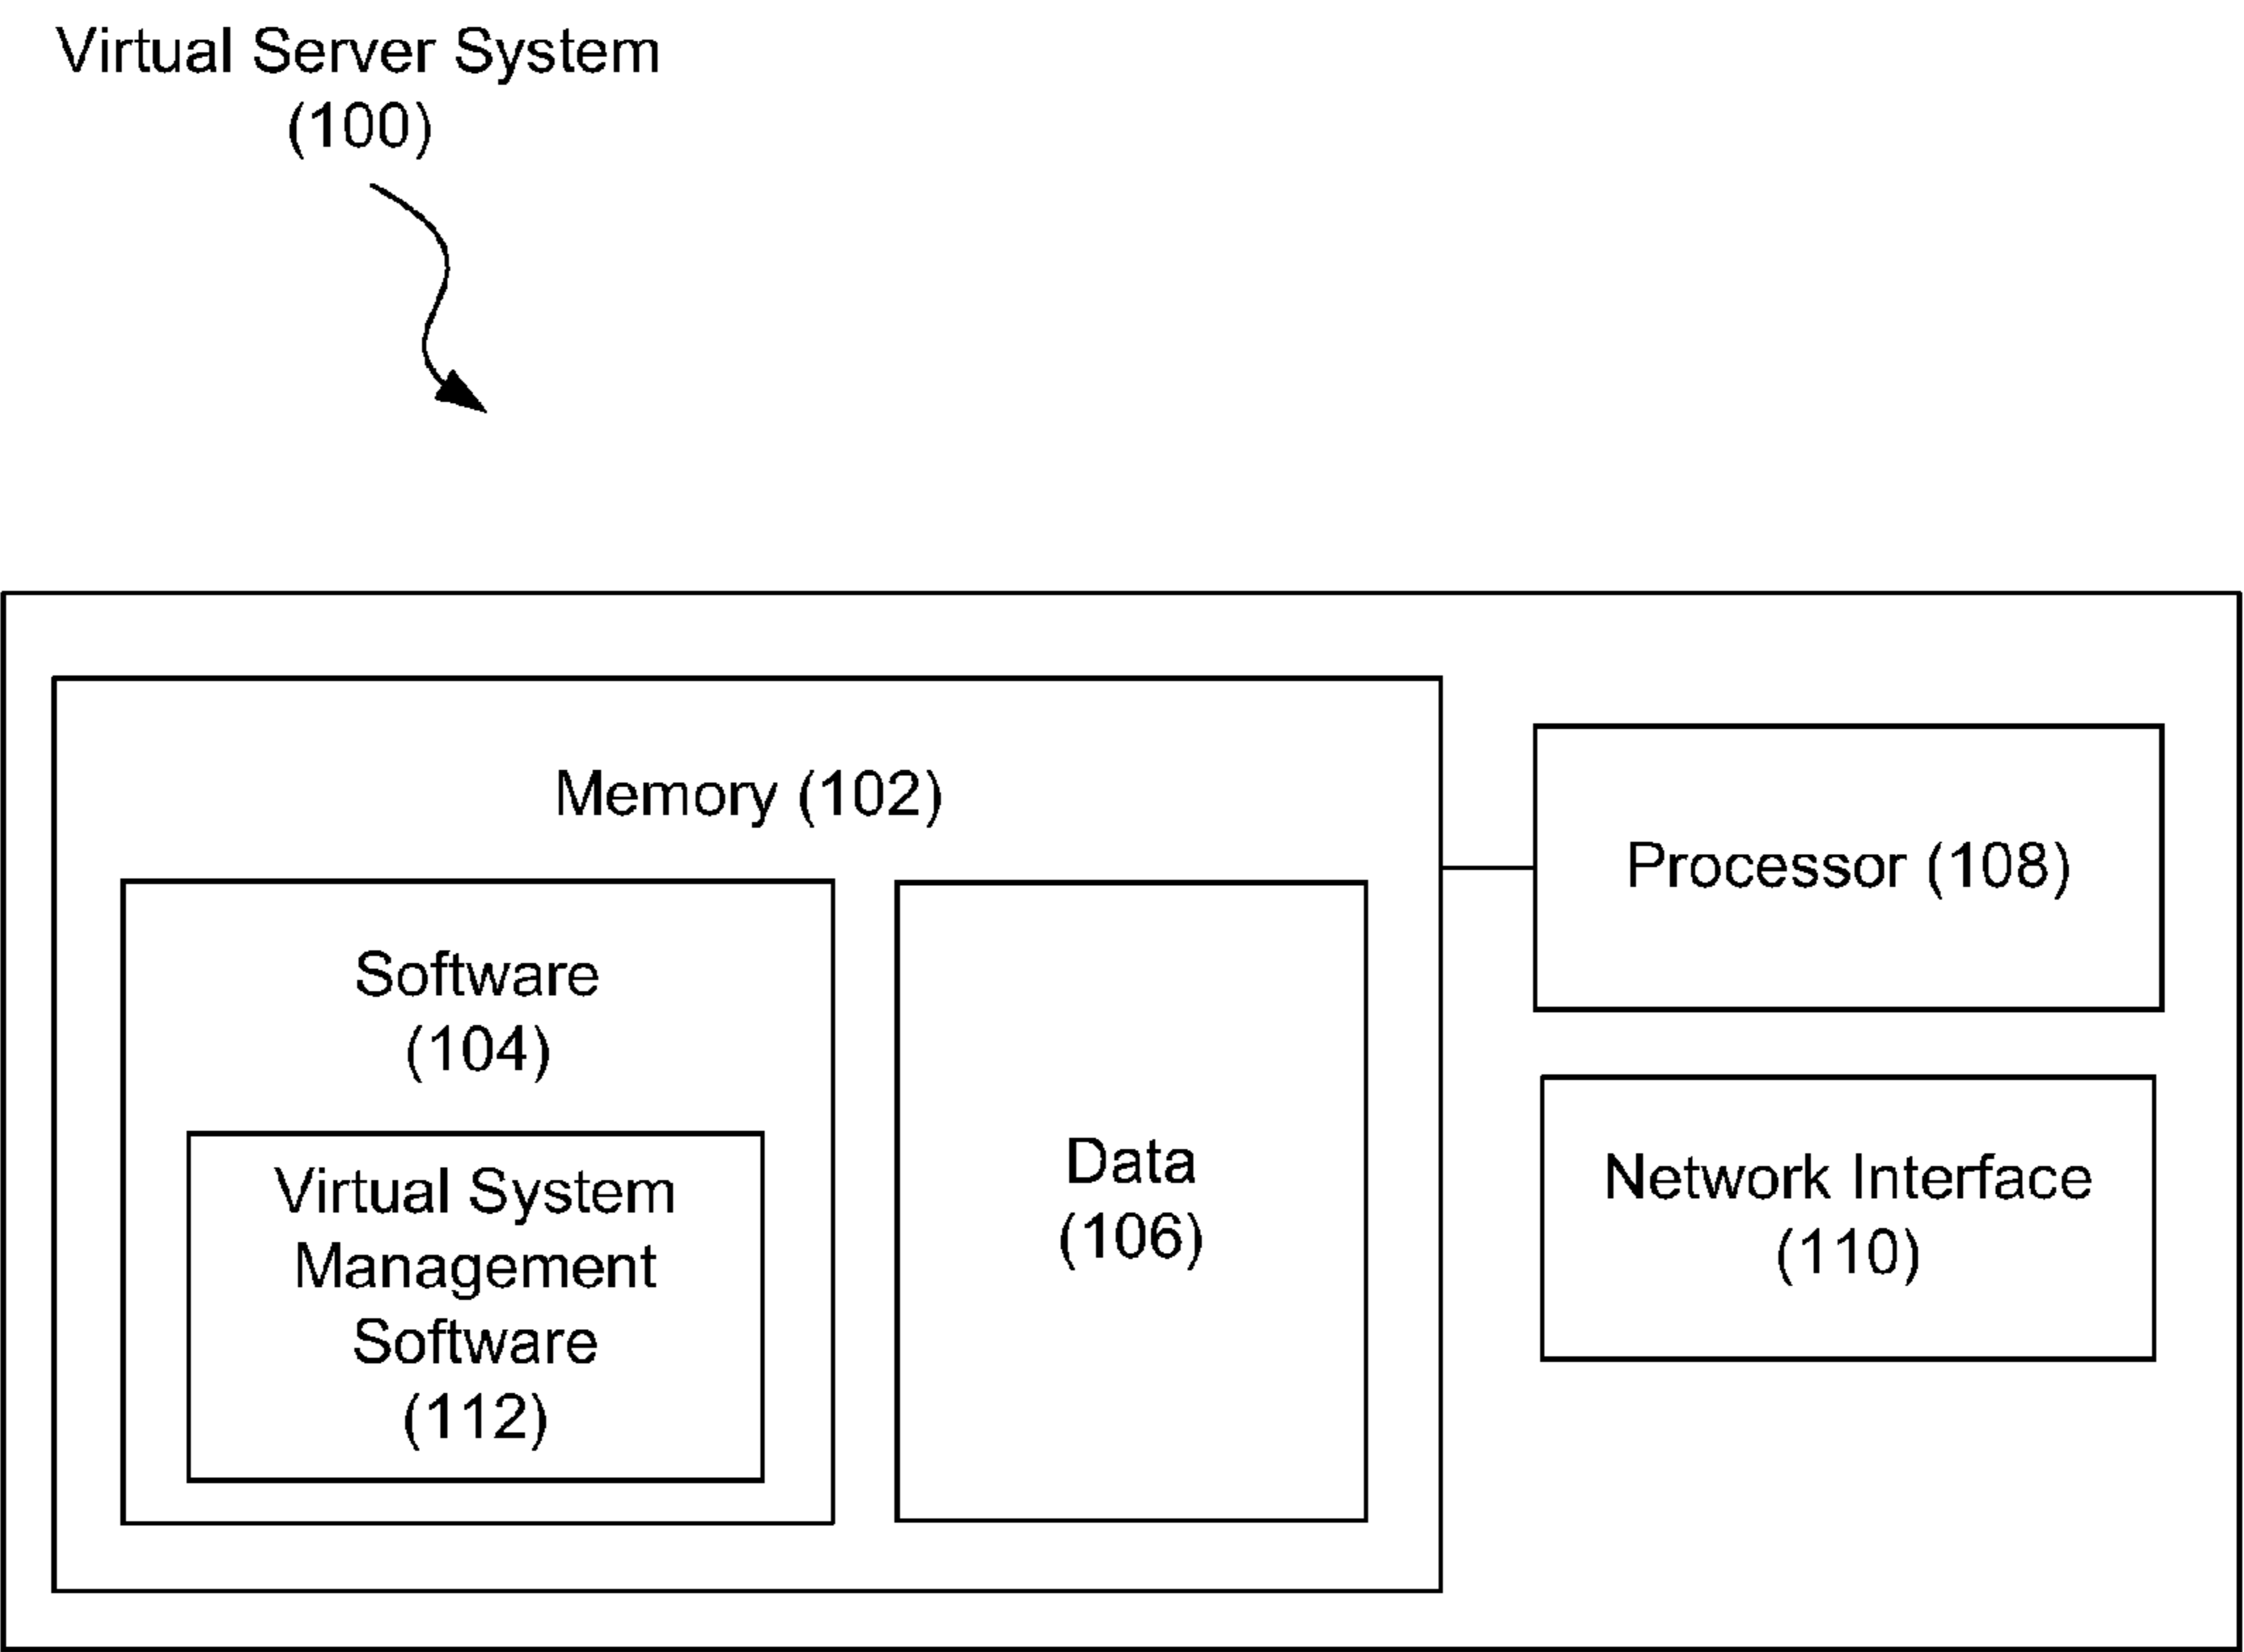 Virtual Server System
(100)
Memory (102)
Software
(104)
Virtual System
Management
Software
(112)
Data
(106)
Processor (108)
Network Interface
(110)